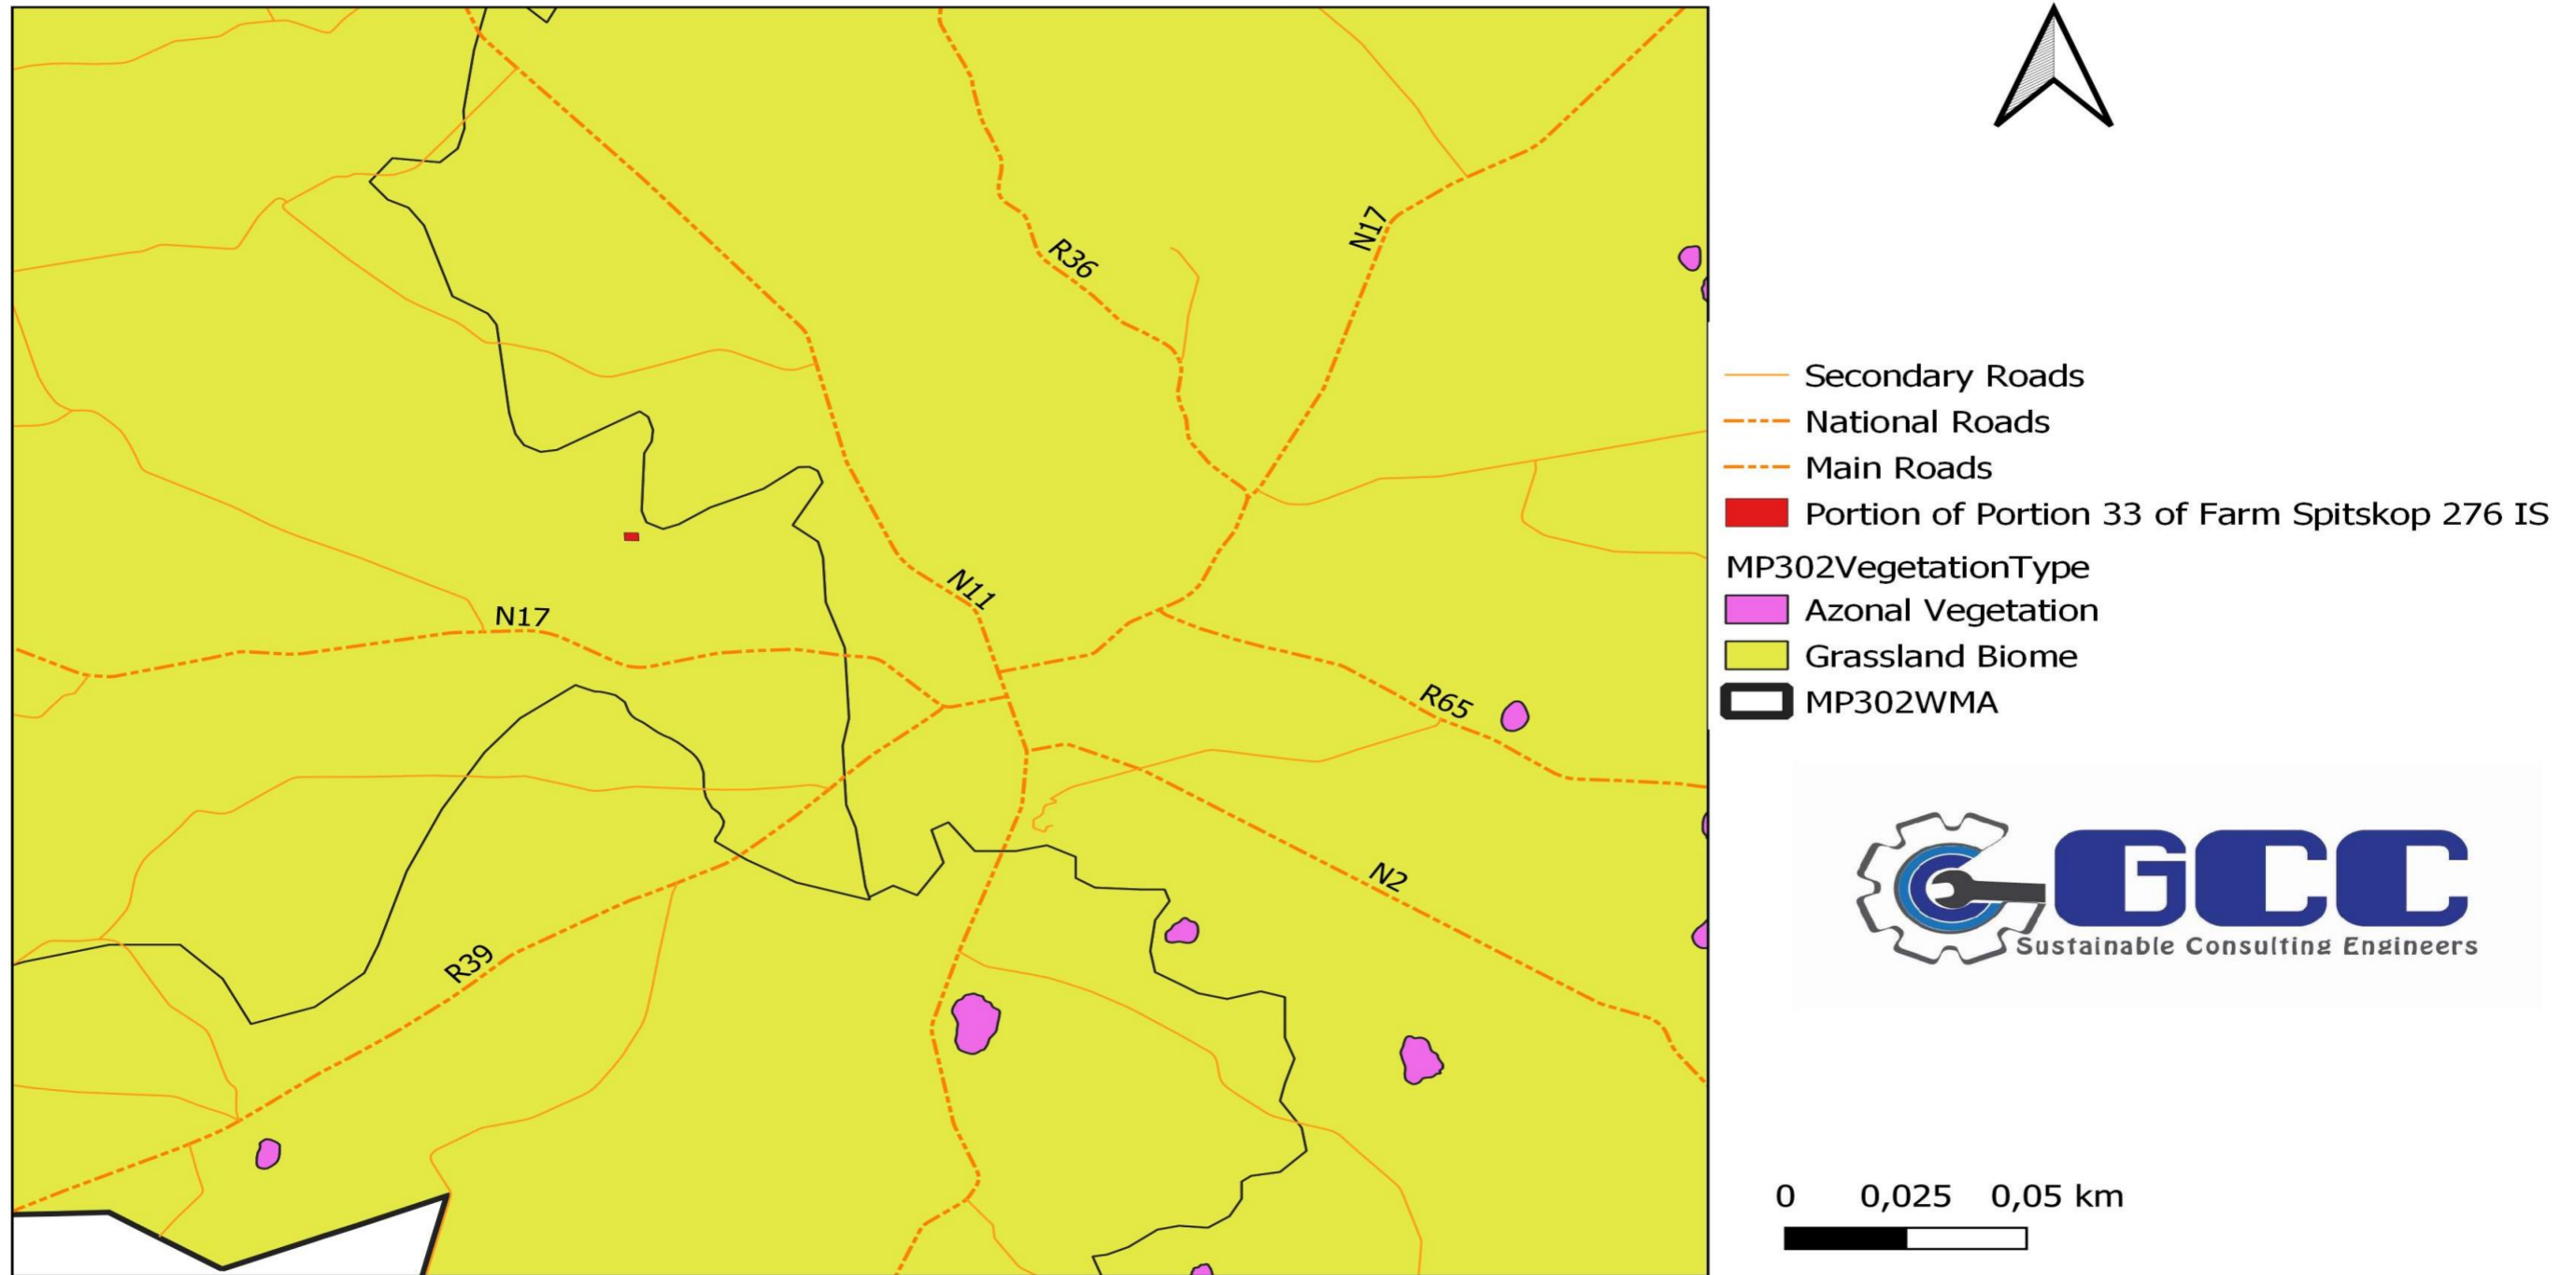 R36
N17
N11
N17
R65
N2
R39
Secondary Roads
National Roads
Main Roads
Portion of Portion 33 of Farm Spitskop 276 IS
MP302VegetationType
Azonal Vegetation
Grassland Biome
MP302WMA
GCC
Sustainable Consulting Engineers
0 0,025 0,05 km